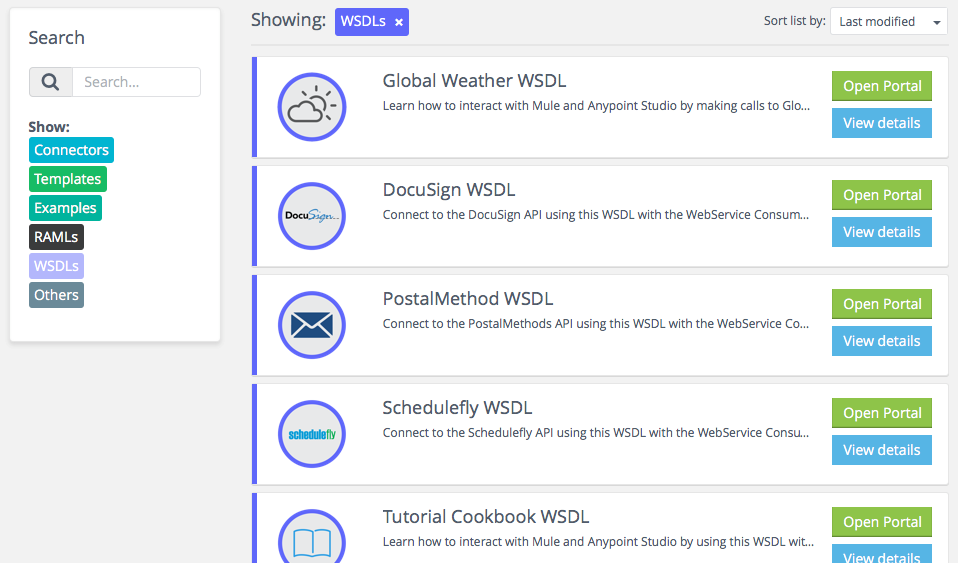 Search
Search...
Show:
Connectors
Templates
Examples
RAMLs
WSDLs
Others
Showing: WSDLs ×
Sort list by: Last modified
Global Weather WSDL
Learn how to interact with Mule and Anypoint Studio by making calls to Glo...
Open Portal
View details
DocuSign
DocuSign WSDL
Connect to the DocuSign API using this WSDL with the WebService Consum...
Open Portal
View details
PostalMethod WSDL
Connect to the PostalMethods API using this WSDL with the WebService Co...
Open Portal
View details
schedulefly
Schedulefly WSDL
Connect to the Schedulefly API using this WSDL with the WebService Consu...
Open Portal
View details
Tutorial Cookbook WSDL
Learn how to interact with Mule and Anypoint Studio by using this WSDL wit...
Open Portal
View details